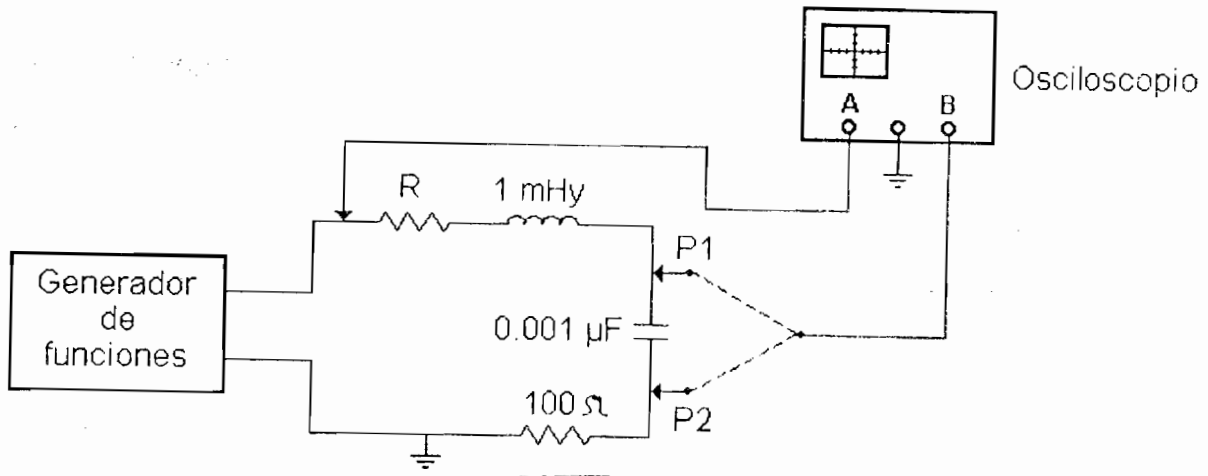 Osciloscopio
A B
R
1 mHy
P1
Generador
de
funciones
0.001 µF
100 Ω
P2